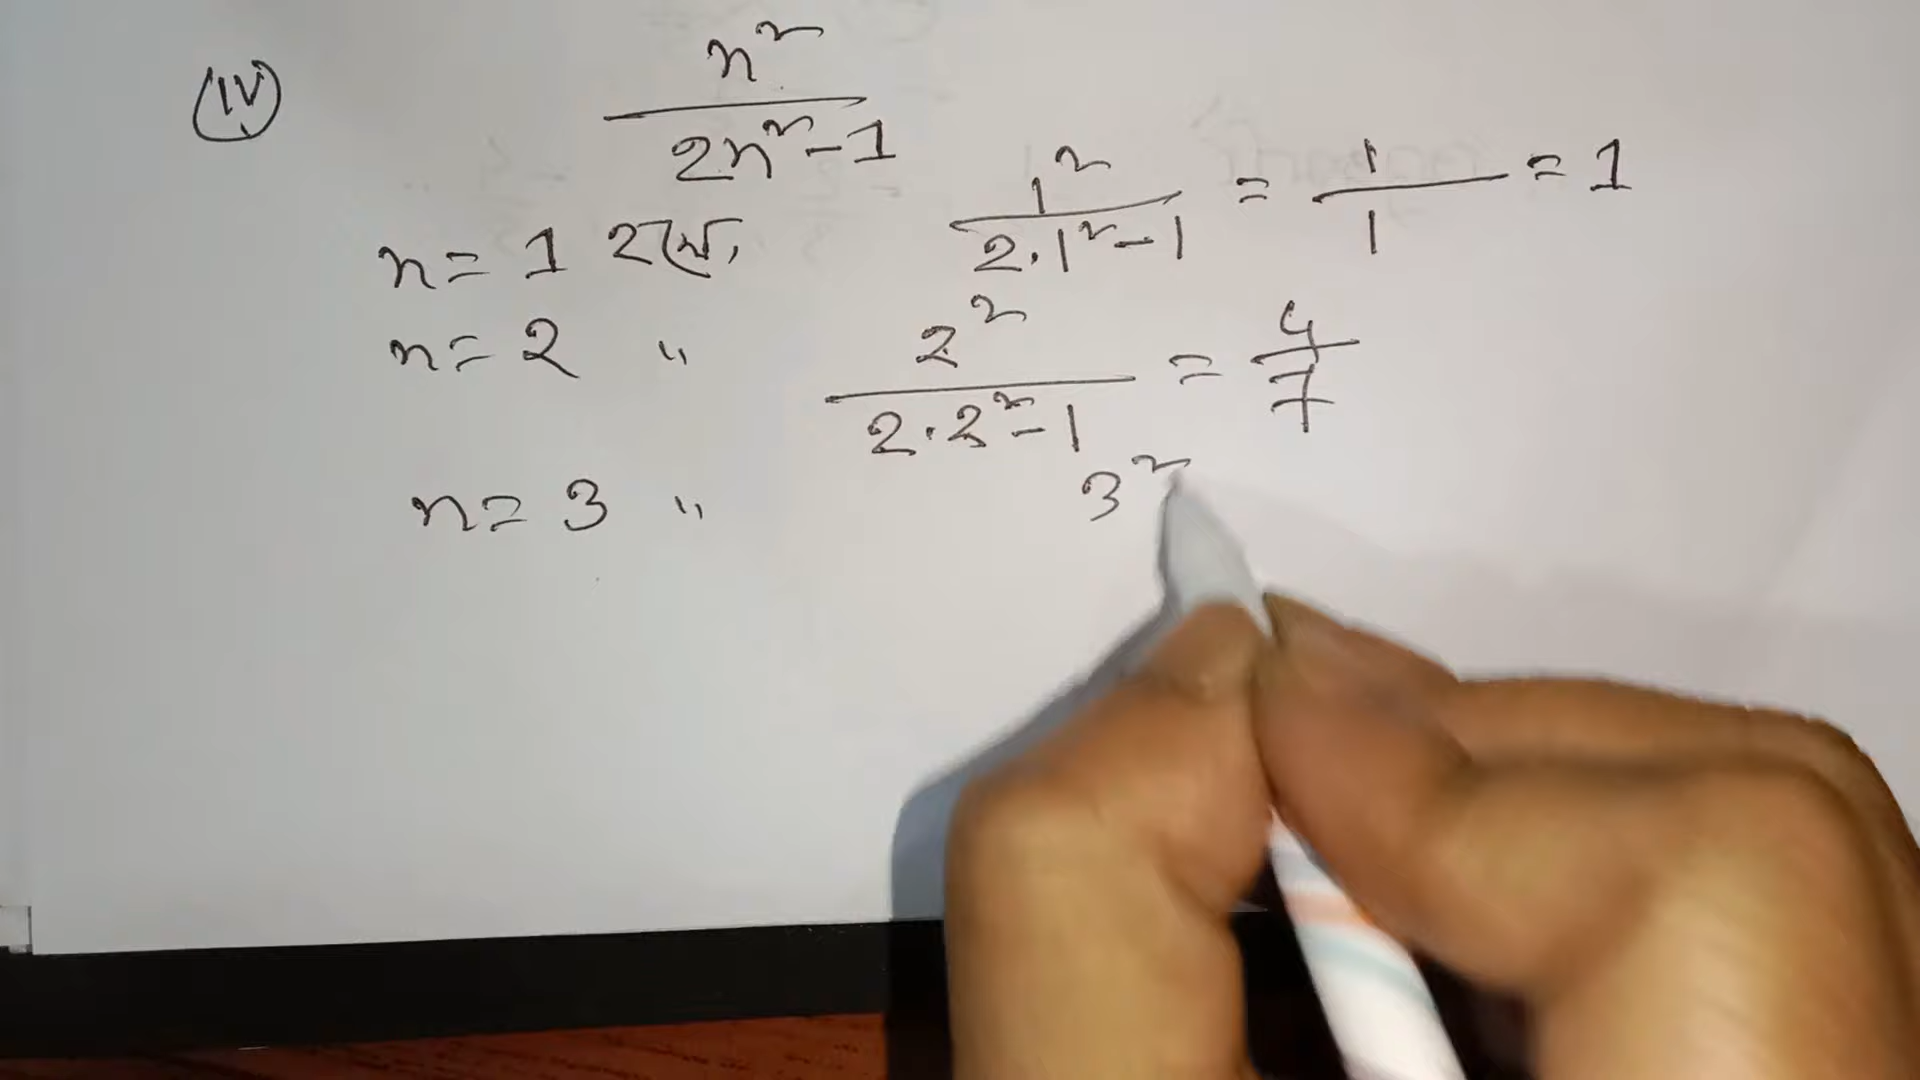 (IV) n²/(2n²-1)
n = 1 হলে, 1²/(2·1²-1) = 1/1 = 1
n = 2 " 2²/(2·2²-1) = 4/7
n = 3 " 3²